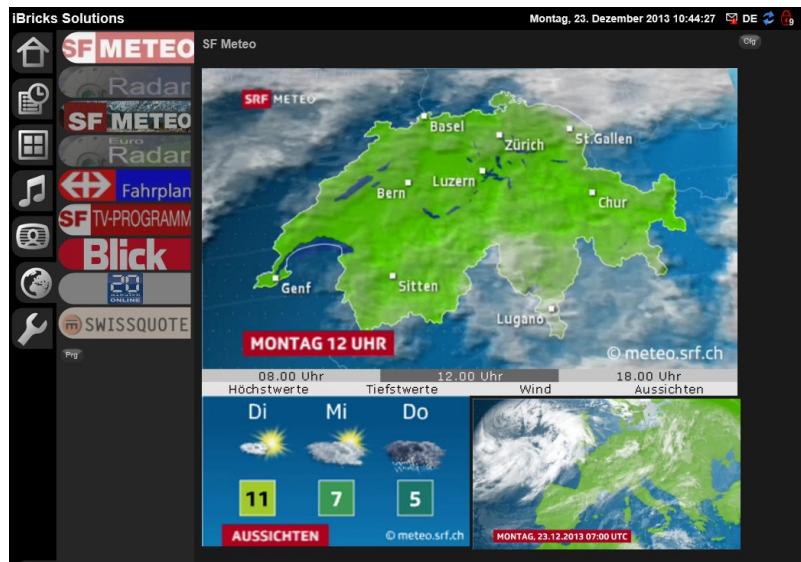 iBricks Solutions
Montag, 23. Dezember 2013 10:44:27
DE
9
SF METEO
Radar
SF METEO
Euro
Radar
Fahrplan
SF TV-PROGRAMM
Blick
20
ONLINE
SWISSQUOTE
Prg
SF Meteo
Cfg
SRF METEO
Basel
Zürich
St.Gallen
Luzern
Bern
Chur
Genf
Sitten
Lugano
MONTAG 12 UHR
© meteo.srf.ch
08.00 Uhr 12.00 Uhr 18.00 Uhr
Höchstwerte Tiefstwerte Wind Aussichten
Di Mi Do
11 7 5
AUSSICHTEN
© meteo.srf.ch
MONTAG, 23.12.2013 07:00 UTC